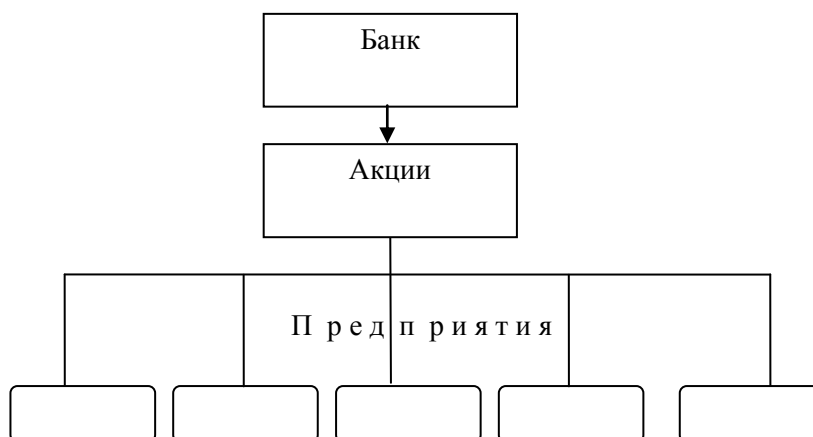 Банк
Акции
П р е д п р и я т и я